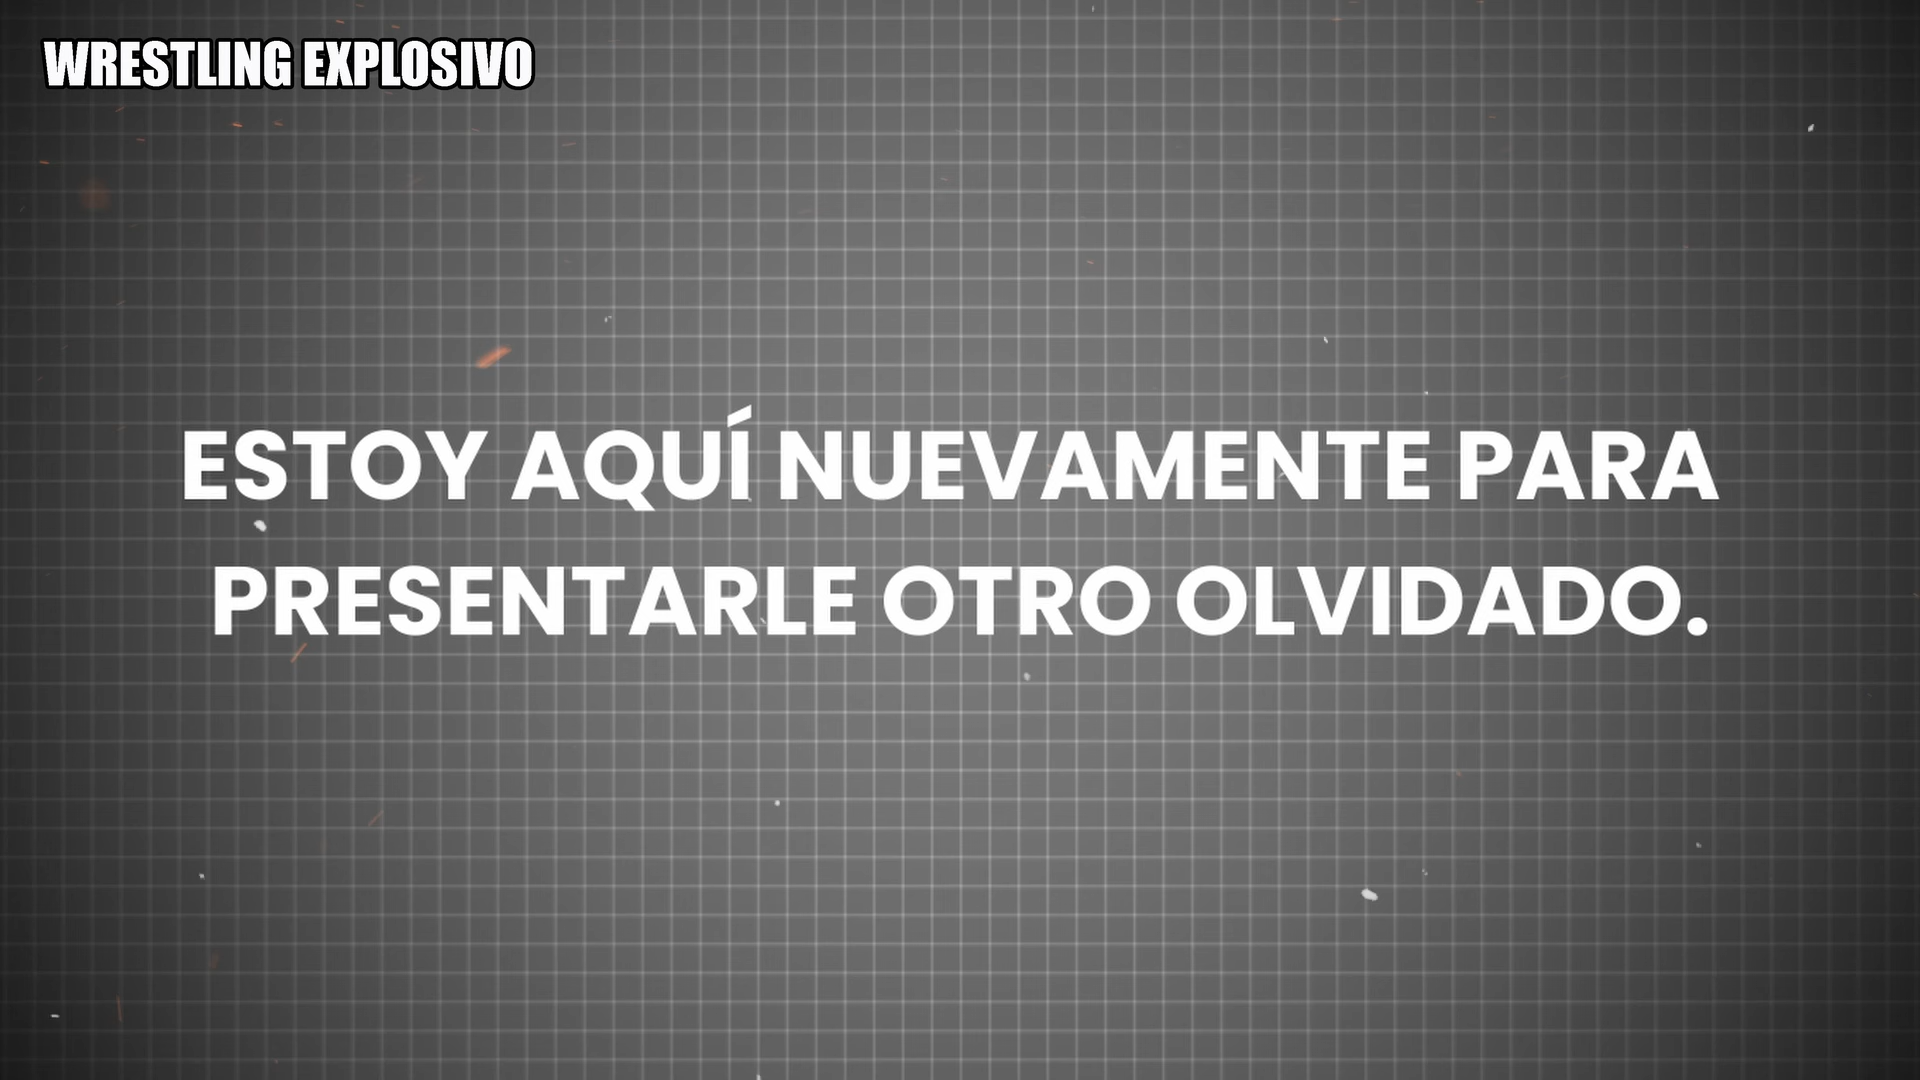 WRESTLING EXPLOSIVO
ESTOY AQUÍ NUEVAMENTE PARA
PRESENTARLE OTRO OLVIDADO.